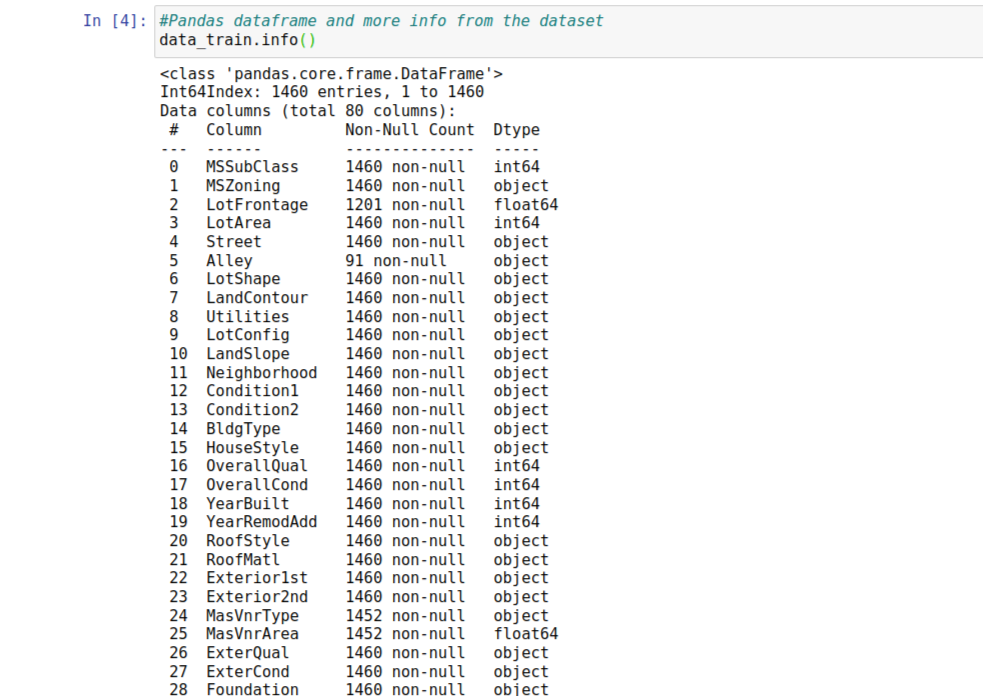 In [4]: #Pandas dataframe and more info from the dataset
data_train.info()
<class 'pandas.core.frame.DataFrame'>
Int64Index: 1460 entries, 1 to 1460
Data columns (total 80 columns):
 #   Column         Non-Null Count  Dtype
---  ------         --------------  -----
 0   MSSubClass     1460 non-null   int64
 1   MSZoning       1460 non-null   object
 2   LotFrontage    1201 non-null   float64
 3   LotArea        1460 non-null   int64
 4   Street         1460 non-null   object
 5   Alley          91 non-null     object
 6   LotShape       1460 non-null   object
 7   LandContour    1460 non-null   object
 8   Utilities      1460 non-null   object
 9   LotConfig      1460 non-null   object
 10  LandSlope      1460 non-null   object
 11  Neighborhood   1460 non-null   object
 12  Condition1     1460 non-null   object
 13  Condition2     1460 non-null   object
 14  BldgType       1460 non-null   object
 15  HouseStyle     1460 non-null   object
 16  OverallQual    1460 non-null   int64
 17  OverallCond    1460 non-null   int64
 18  YearBuilt      1460 non-null   int64
 19  YearRemodAdd   1460 non-null   int64
 20  RoofStyle      1460 non-null   object
 21  RoofMatl       1460 non-null   object
 22  Exterior1st    1460 non-null   object
 23  Exterior2nd    1460 non-null   object
 24  MasVnrType     1452 non-null   object
 25  MasVnrArea     1452 non-null   float64
 26  ExterQual      1460 non-null   object
 27  ExterCond      1460 non-null   object
 28  Foundation     1460 non-null   object